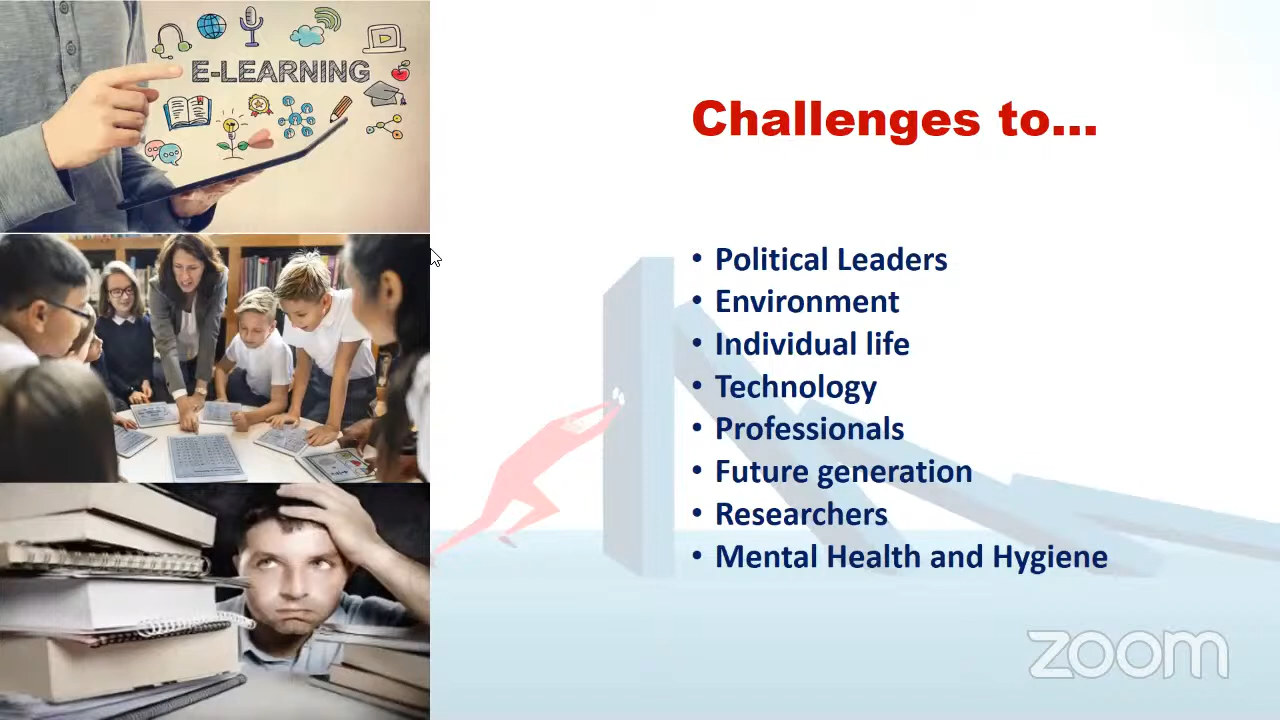 E-LEARNING
Challenges to...
• Political Leaders
• Environment
• Individual life
• Technology
• Professionals
• Future generation
• Researchers
• Mental Health and Hygiene
zoom